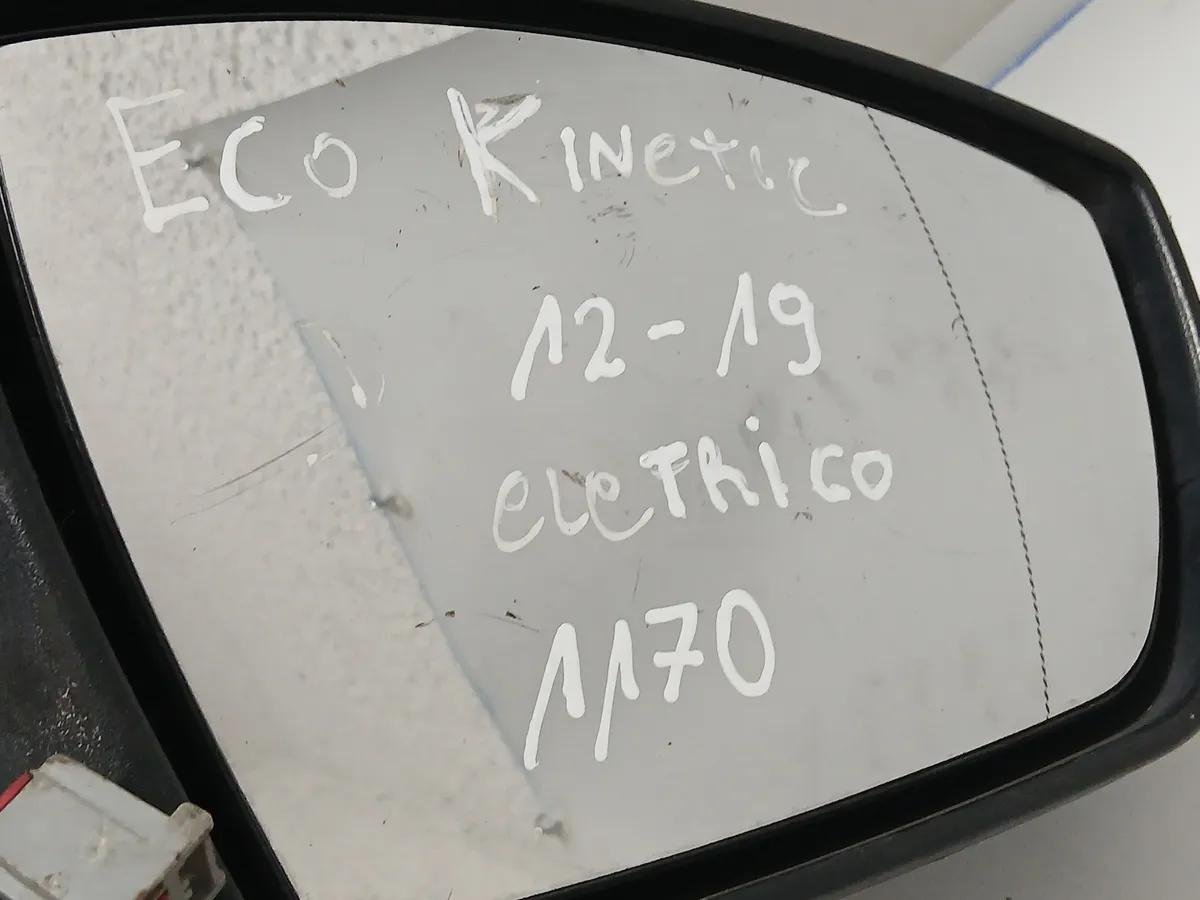 ECO KINETIC
12-19
eLeTRico
1170